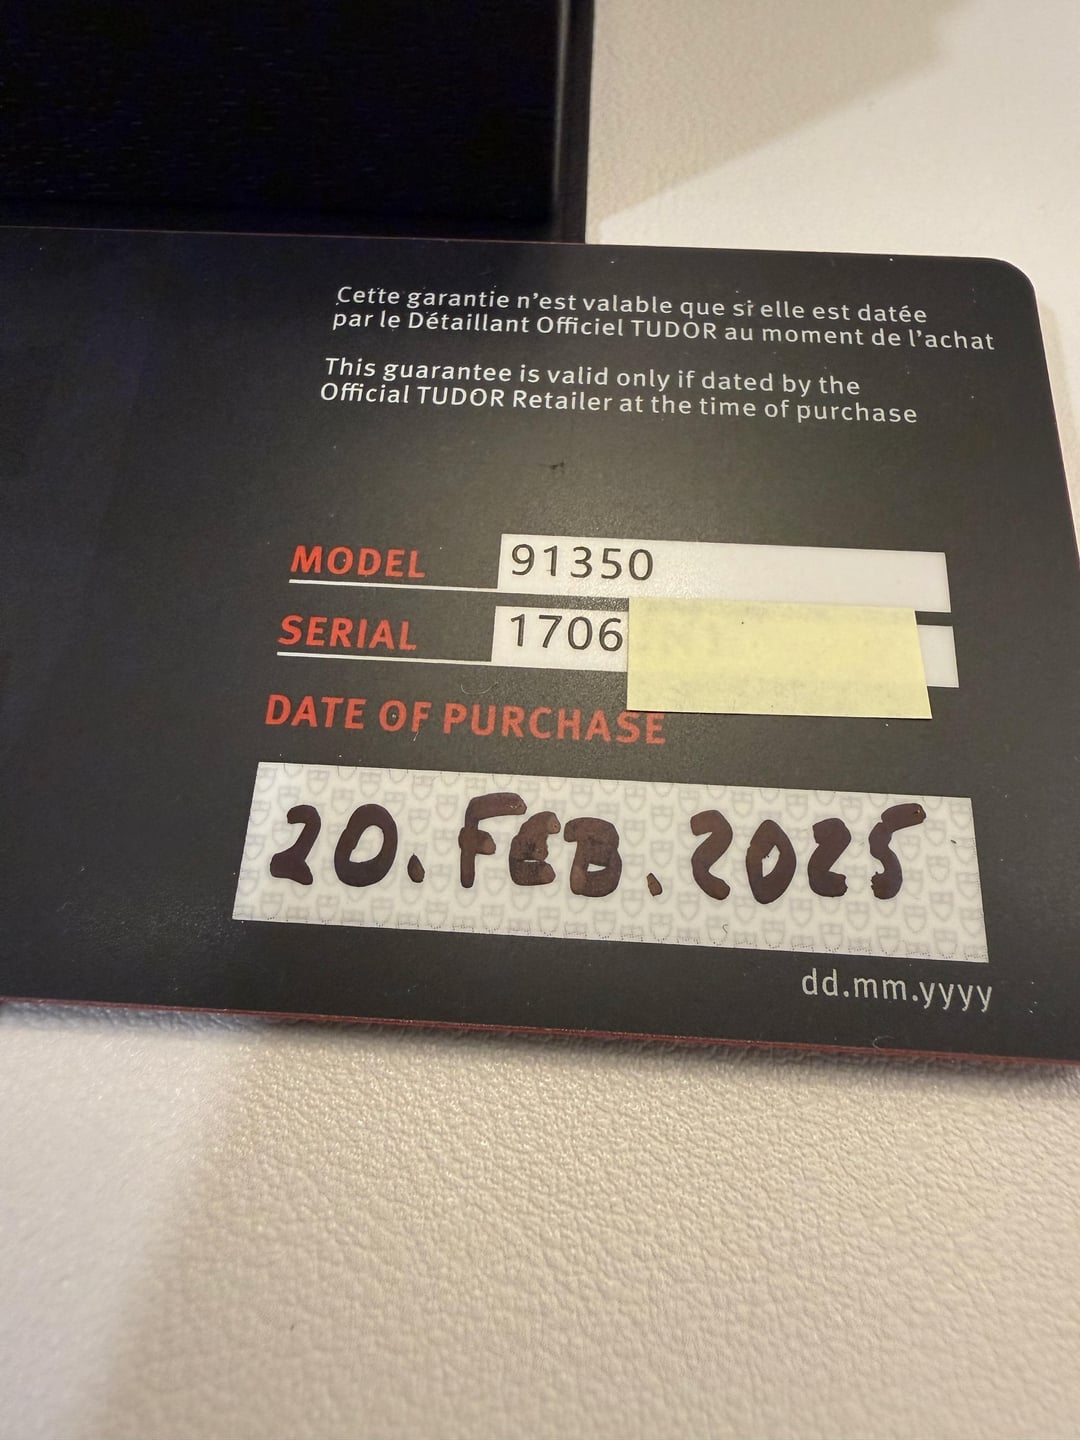 Cette garantie n'est valable que si elle est datée
par le Détaillant Officiel TUDOR au moment de l'achat
This guarantee is valid only if dated by the
Official TUDOR Retailer at the time of purchase
MODEL 91350
SERIAL 1706
DATE OF PURCHASE
20.FEB.2025
dd.mm.yyyy